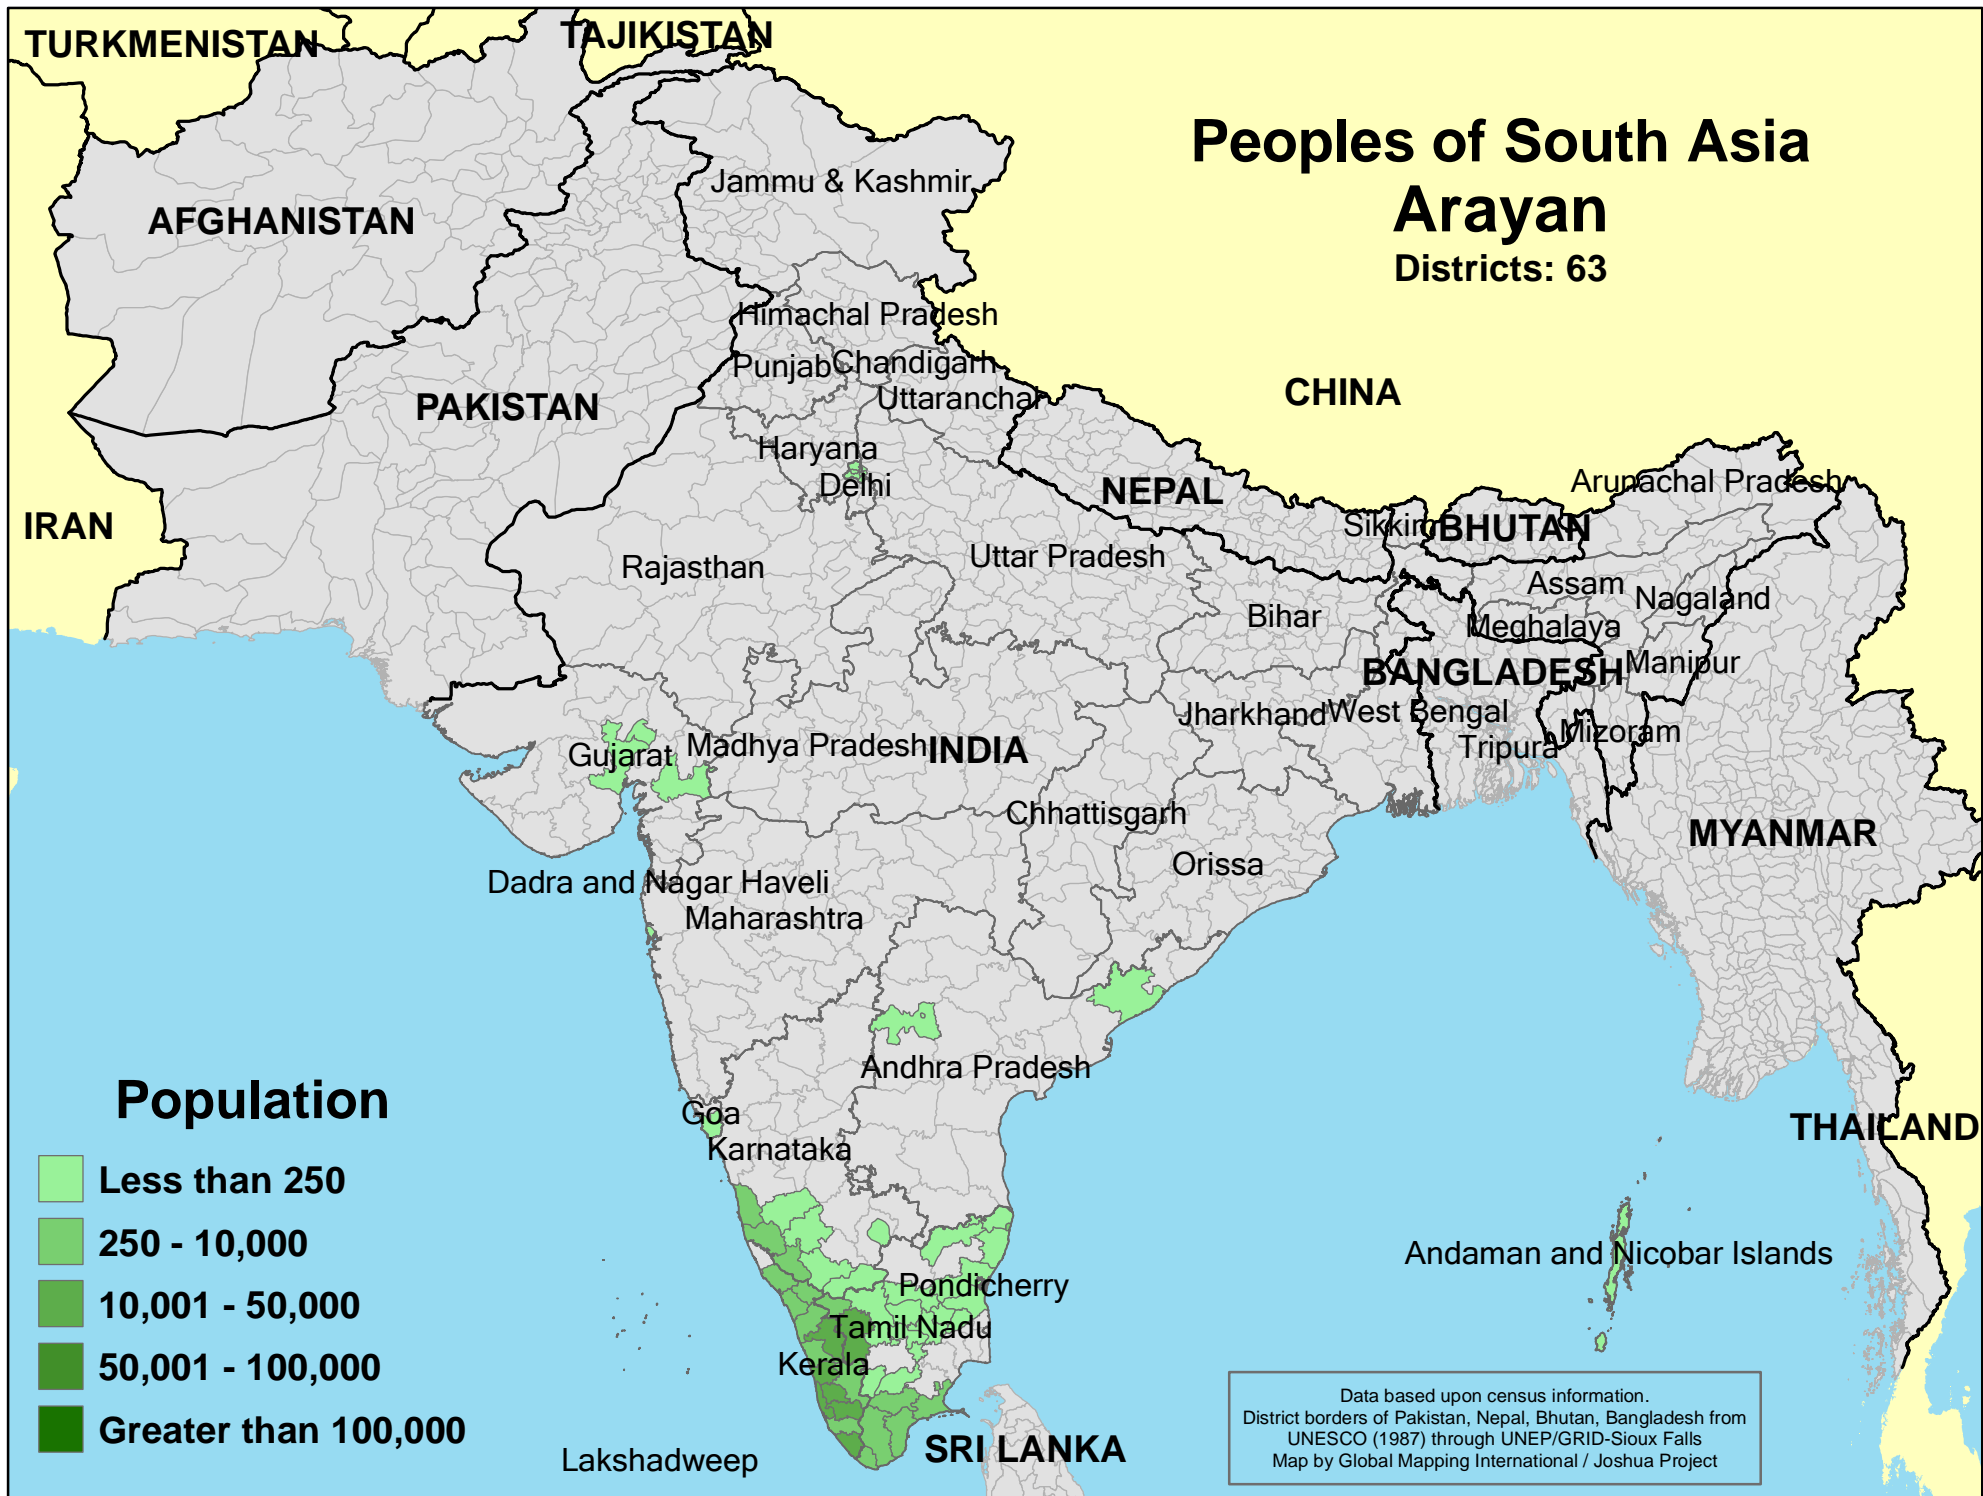 TURKMENISTAN
TAJIKISTAN
Peoples of South Asia
Arayan
Districts: 63
Jammu & Kashmir
AFGHANISTAN
Himachal Pradesh
Punjab
Chandigarh
CHINA
PAKISTAN
Uttaranchal
Haryana
Delhi
NEPAL
Arunachal Pradesh
IRAN
Sikkim
BHUTAN
Rajasthan
Uttar Pradesh
Assam
Nagaland
Bihar
Meghalaya
BANGLADESH
Manipur
Jharkhand
West Bengal
Gujarat
Madhya Pradesh
INDIA
Tripura
Mizoram
Chhattisgarh
MYANMAR
Orissa
Dadra and Nagar Haveli
Maharashtra
Andhra Pradesh
Goa
Karnataka
THAILAND
Andaman and Nicobar Islands
Pondicherry
Tamil Nadu
Kerala
Lakshadweep
SRI LANKA
Population
Less than 250
250 - 10,000
10,001 - 50,000
50,001 - 100,000
Greater than 100,000
Data based upon census information.
District borders of Pakistan, Nepal, Bhutan, Bangladesh from
UNESCO (1987) through UNEP/GRID-Sioux Falls
Map by Global Mapping International / Joshua Project